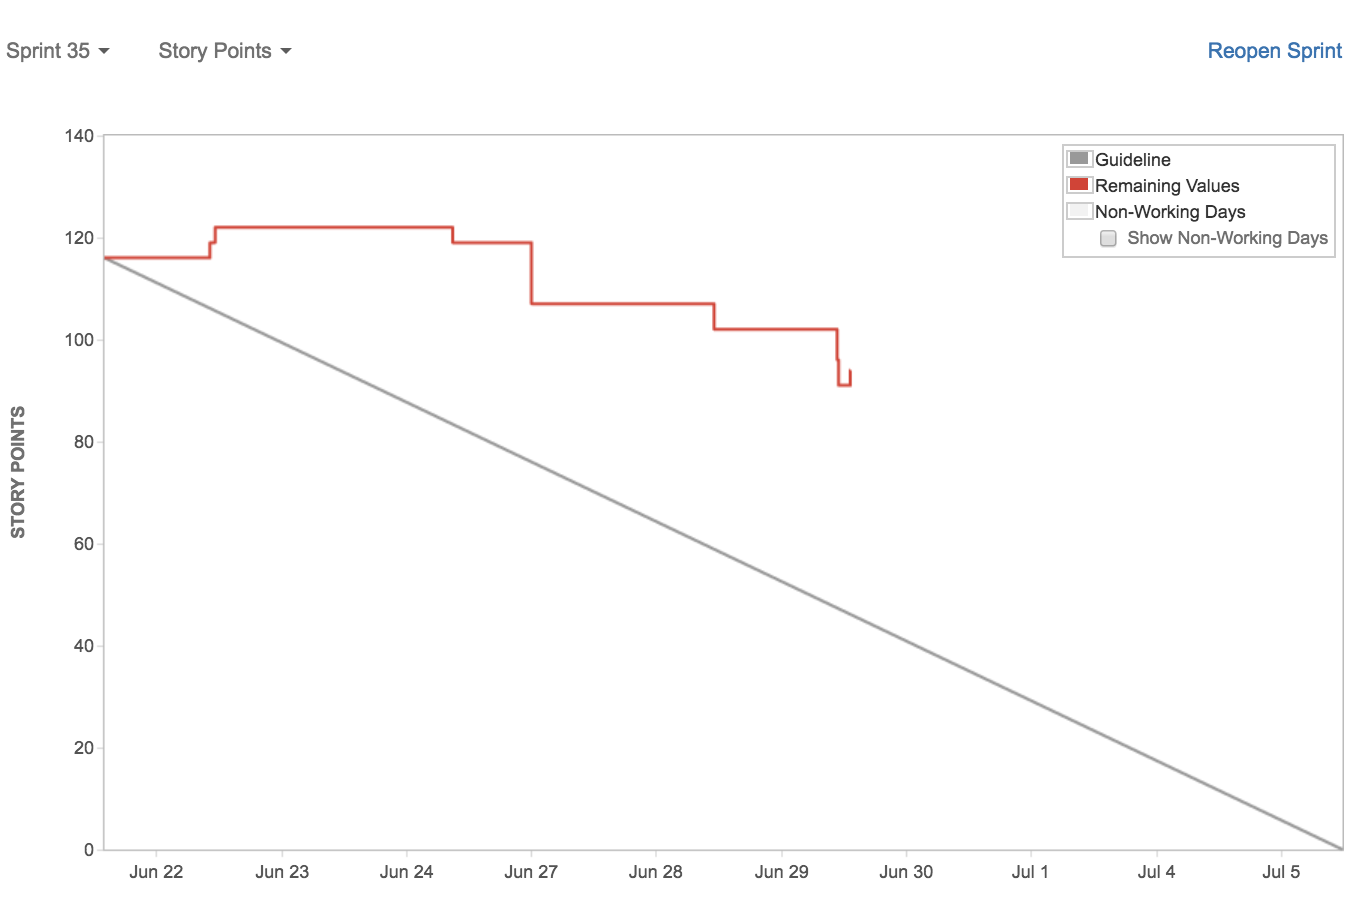 Sprint 35 Story Points Reopen Sprint
140
120
100
80
60
40
20
0
STORY POINTS
Guideline
Remaining Values
Non-Working Days
Show Non-Working Days
Jun 22 Jun 23 Jun 24 Jun 27 Jun 28 Jun 29 Jun 30 Jul 1 Jul 4 Jul 5